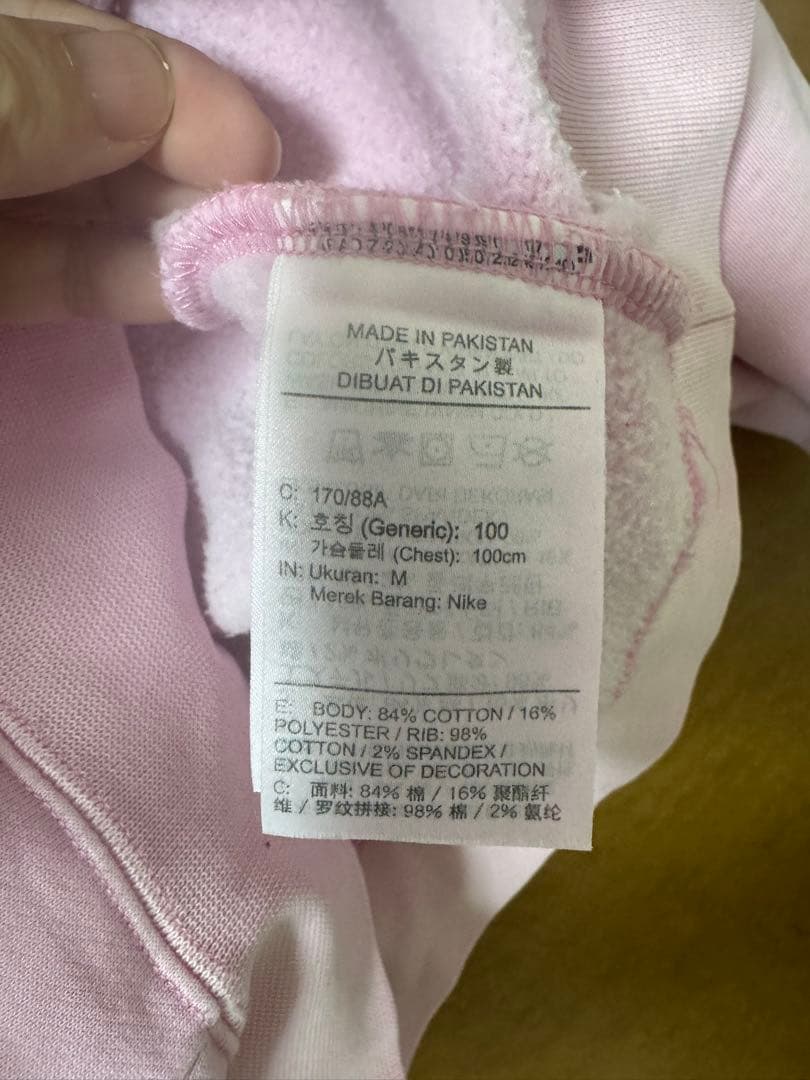 MADE IN PAKISTAN
パキスタン製
DIBUAT DI PAKISTAN
C: 170/88A
K: 호칭 (Generic): 100
가슴둘레 (Chest): 100cm
IN: Ukuran: M
Merek Barang: Nike
E: BODY: 84% COTTON / 16%
POLYESTER / RIB: 98%
COTTON / 2% SPANDEX /
EXCLUSIVE OF DECORATION
C: 面料: 84% 棉 / 16% 聚酯纤
维 / 罗纹拼接: 98% 棉 / 2% 氨纶